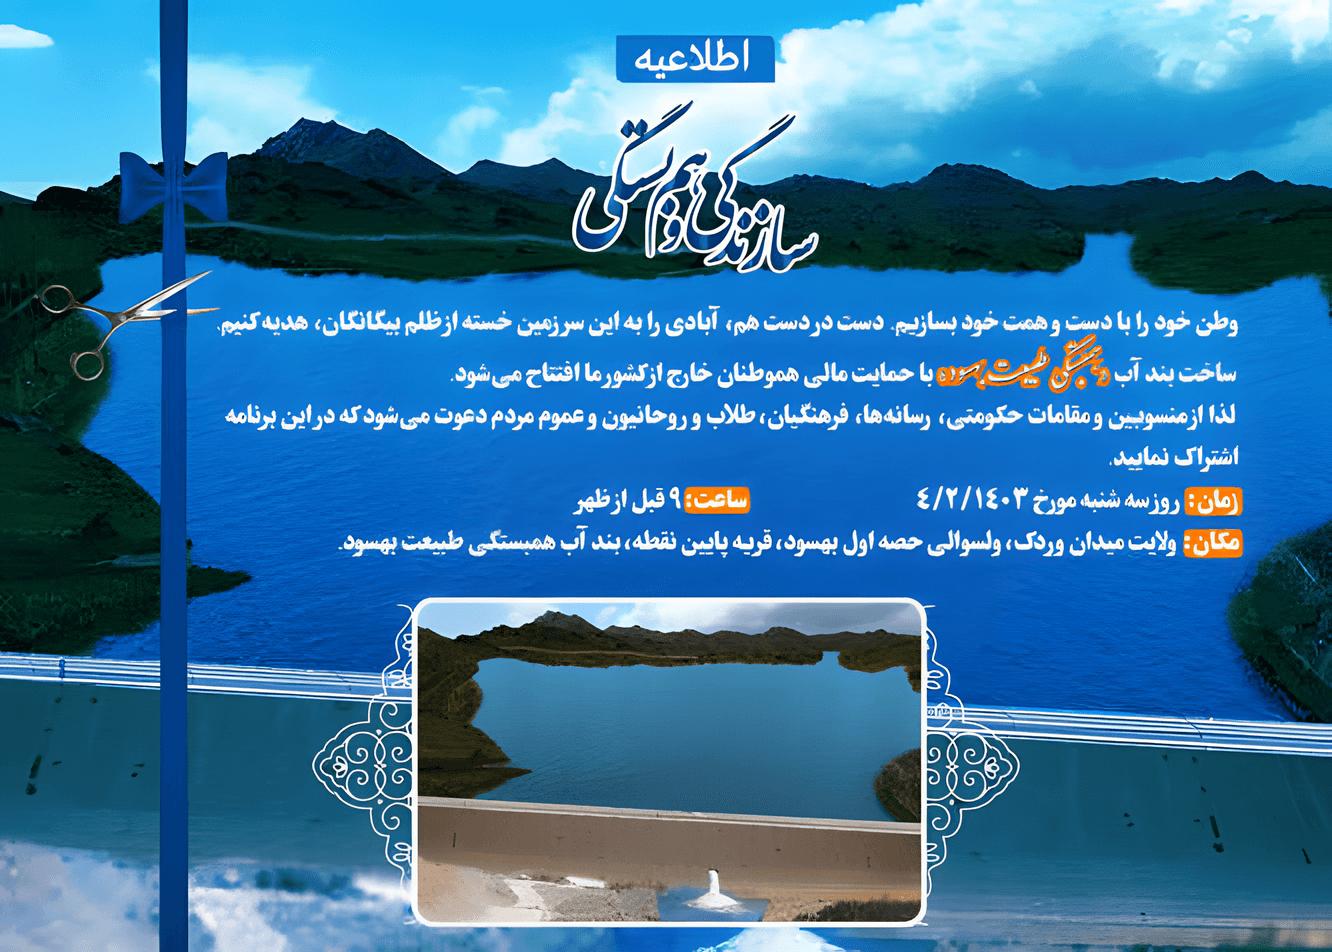 اطلاعیه
سازندگی و هم‌بستگی
وطن خود را با دست و همت خود بسازیم. دست در دست هم، آبادی را به این سرزمین خسته از ظلم بیگانگان، هدیه کنیم.
ساخت بند آب همبستگی طبیعت بهسود با حمایت مالی هموطنان خارج از کشور ما افتتاح می‌شود.
لذا از منسوبین و مقامات حکومتی، رسانه‌ها، فرهنگیان، طلاب و روحانیون و عموم مردم دعوت می‌شود که در این برنامه
اشتراک نمایید.
زمان: روز سه شنبه مورخ ۴/۲/۱۴۰۳ ساعت: ۹ قبل از ظهر
مکان: ولایت میدان وردک، ولسوالی حصه اول بهسود، قریه پایین نقطه، بند آب همبستگی طبیعت بهسود.